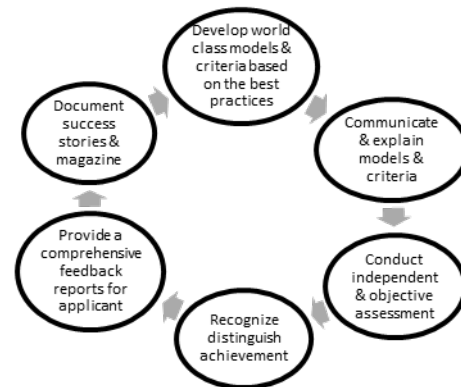 Develop world
class models &
criteria based
on the best
practices
Communicate
& explain
models &
criteria
Conduct
independent
& objective
assessment
Recognize
distinguish
achievement
Provide a
comprehensive
feedback
reports for
applicant
Document
success
stories &
magazine